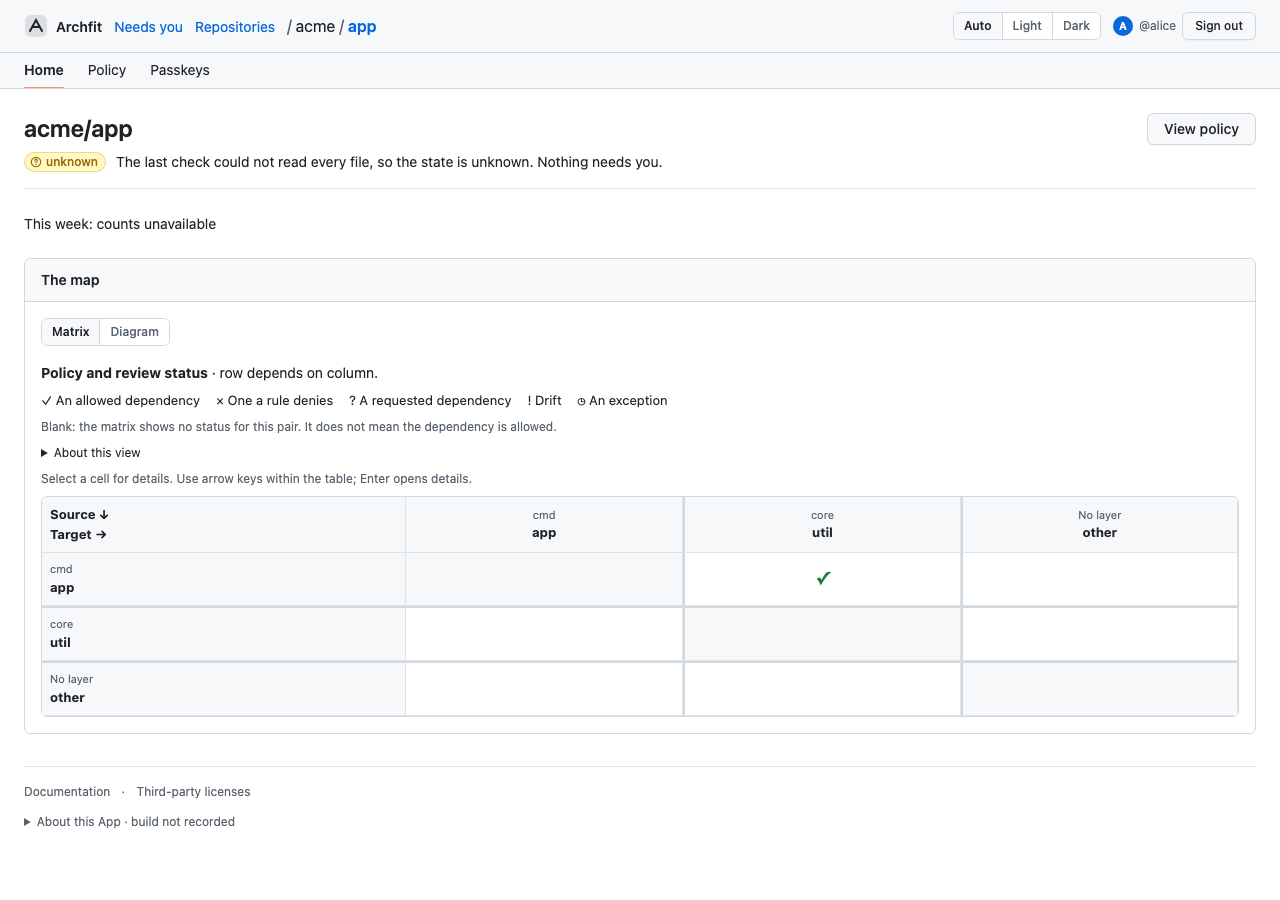 Archfit Needs you Repositories / acme / app Auto Light Dark A @alice Sign out
Home Policy Passkeys
acme/app View policy
unknown The last check could not read every file, so the state is unknown. Nothing needs you.
This week: counts unavailable
The map
Matrix Diagram
Policy and review status · row depends on column.
✓ An allowed dependency × One a rule denies ? A requested dependency ! Drift ◷ An exception
Blank: the matrix shows no status for this pair. It does not mean the dependency is allowed.
▶ About this view
Select a cell for details. Use arrow keys within the table; Enter opens details.
Source ↓ cmd core No layer
Target → app util other
cmd
app ✓
core
util
No layer
other
Documentation · Third-party licenses
▶ About this App · build not recorded